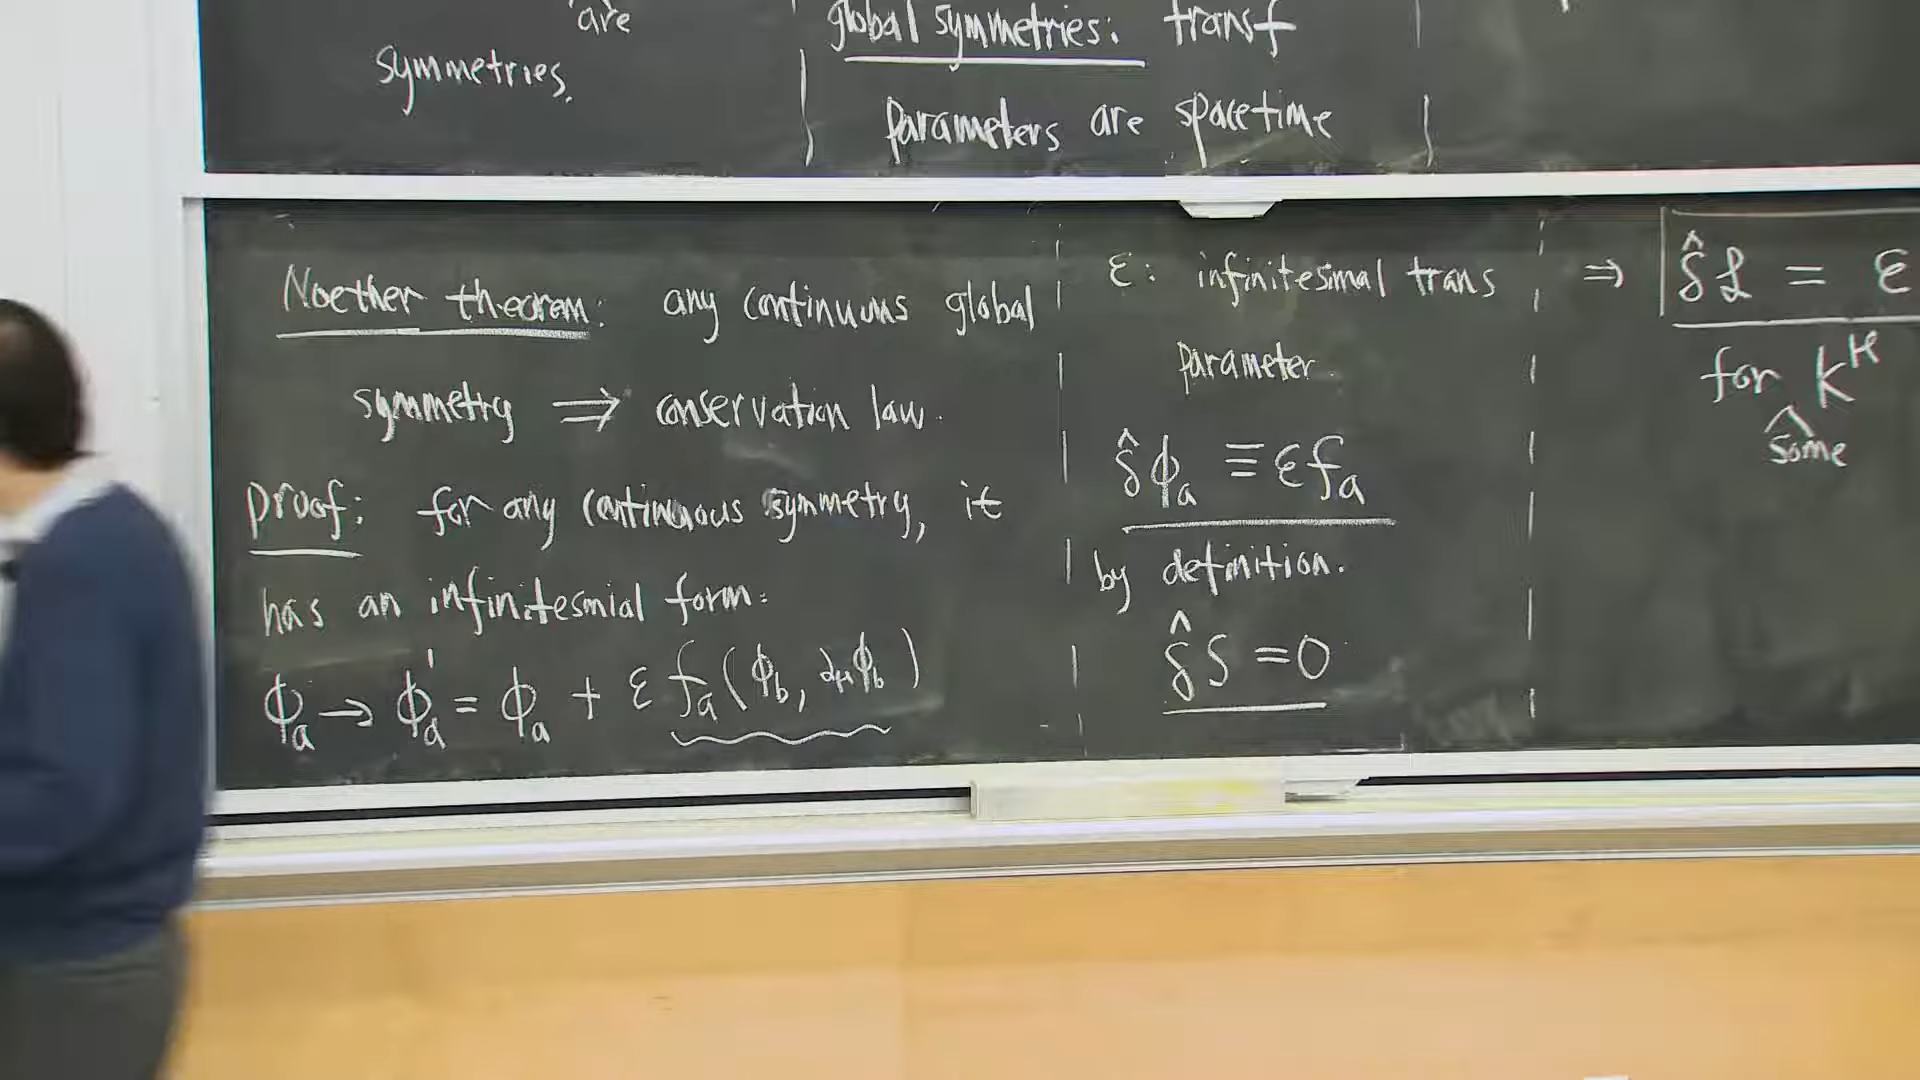 are
symmetries.
global symmetries: transf
parameters are spacetime
Noether theorem: any continuous global
symmetry ⇒ conservation law.
Proof: for any continuous symmetry, it
has an infinitesmial form:
ϕₐ → ϕ'ₐ = ϕₐ + ε fₐ(ϕ_b, ∂_μϕ_b)
ε: infinitesimal trans
parameter.
δ̂ϕₐ ≡ εfₐ
by definition.
δ̂S = 0
⇒ δ̂ℒ = ε
for K^μ
some